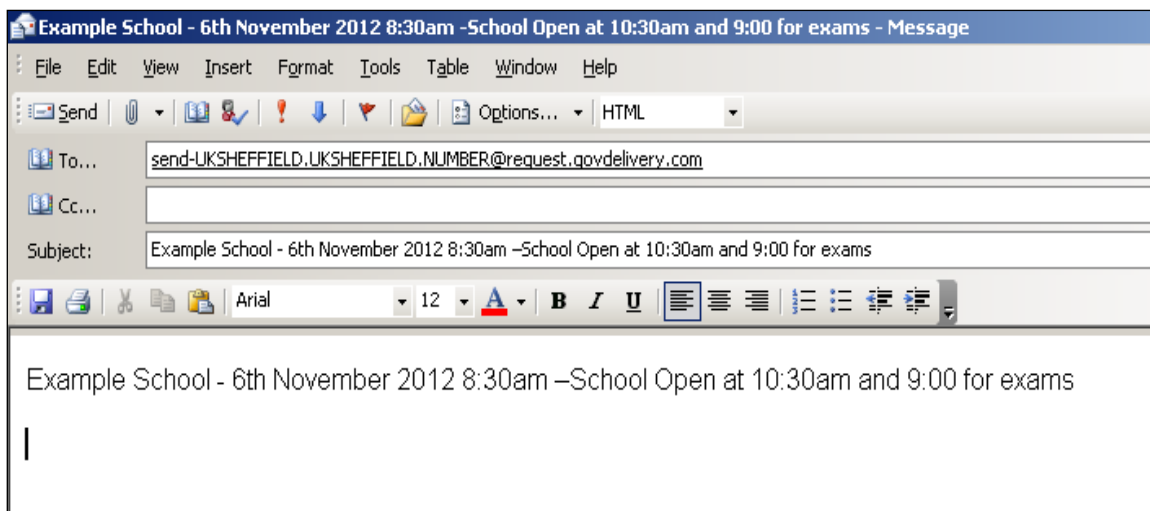 Example School - 6th November 2012 8:30am -School Open at 10:30am and 9:00 for exams - Message
File Edit View Insert Format Tools Table Window Help
Send Options... HTML
To... send-UKSHEFFIELD.UKSHEFFIELD.NUMBER@request.govdelivery.com
Cc...
Subject: Example School - 6th November 2012 8:30am –School Open at 10:30am and 9:00 for exams
Arial 12 A B I U
Example School - 6th November 2012 8:30am –School Open at 10:30am and 9:00 for exams